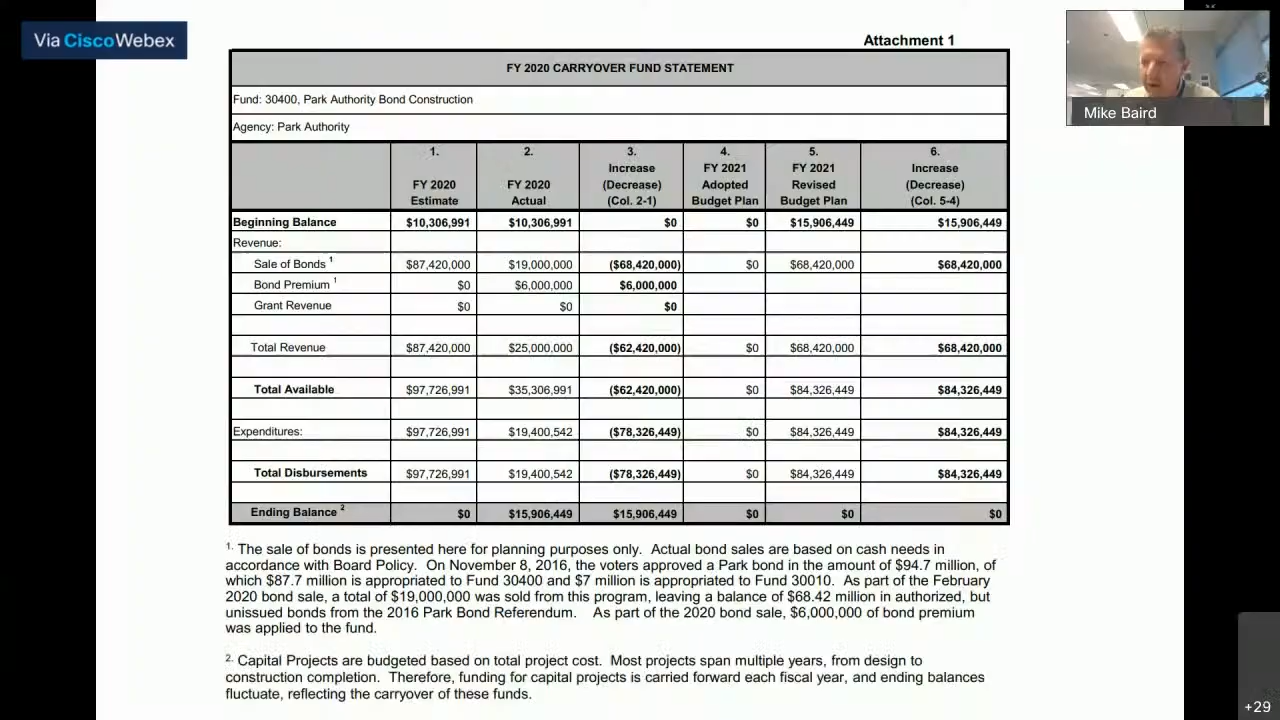 Via Cisco Webex
Attachment 1
Mike Baird
FY 2020 CARRYOVER FUND STATEMENT
Fund: 30400, Park Authority Bond Construction
Agency: Park Authority
1. 2. 3. 4. 5. 6.
Increase FY 2021 FY 2021 Increase
FY 2020 FY 2020 (Decrease) Adopted Revised (Decrease)
Estimate Actual (Col. 2-1) Budget Plan Budget Plan (Col. 5-4)
Beginning Balance $10,306,991 $10,306,991 $0 $0 $15,906,449 $15,906,449
Revenue:
Sale of Bonds 1 $87,420,000 $19,000,000 ($68,420,000) $0 $68,420,000 $68,420,000
Bond Premium 1 $0 $6,000,000 $6,000,000
Grant Revenue $0 $0 $0
Total Revenue $87,420,000 $25,000,000 ($62,420,000) $0 $68,420,000 $68,420,000
Total Available $97,726,991 $35,306,991 ($62,420,000) $0 $84,326,449 $84,326,449
Expenditures: $97,726,991 $19,400,542 ($78,326,449) $0 $84,326,449 $84,326,449
Total Disbursements $97,726,991 $19,400,542 ($78,326,449) $0 $84,326,449 $84,326,449
Ending Balance 2 $0 $15,906,449 $15,906,449 $0 $0 $0
1. The sale of bonds is presented here for planning purposes only. Actual bond sales are based on cash needs in
accordance with Board Policy. On November 8, 2016, the voters approved a Park bond in the amount of $94.7 million, of
which $87.7 million is appropriated to Fund 30400 and $7 million is appropriated to Fund 30010. As part of the February
2020 bond sale, a total of $19,000,000 was sold from this program, leaving a balance of $68.42 million in authorized, but
unissued bonds from the 2016 Park Bond Referendum. As part of the 2020 bond sale, $6,000,000 of bond premium
was applied to the fund.
2. Capital Projects are budgeted based on total project cost. Most projects span multiple years, from design to
construction completion. Therefore, funding for capital projects is carried forward each fiscal year, and ending balances
fluctuate, reflecting the carryover of these funds.
+29